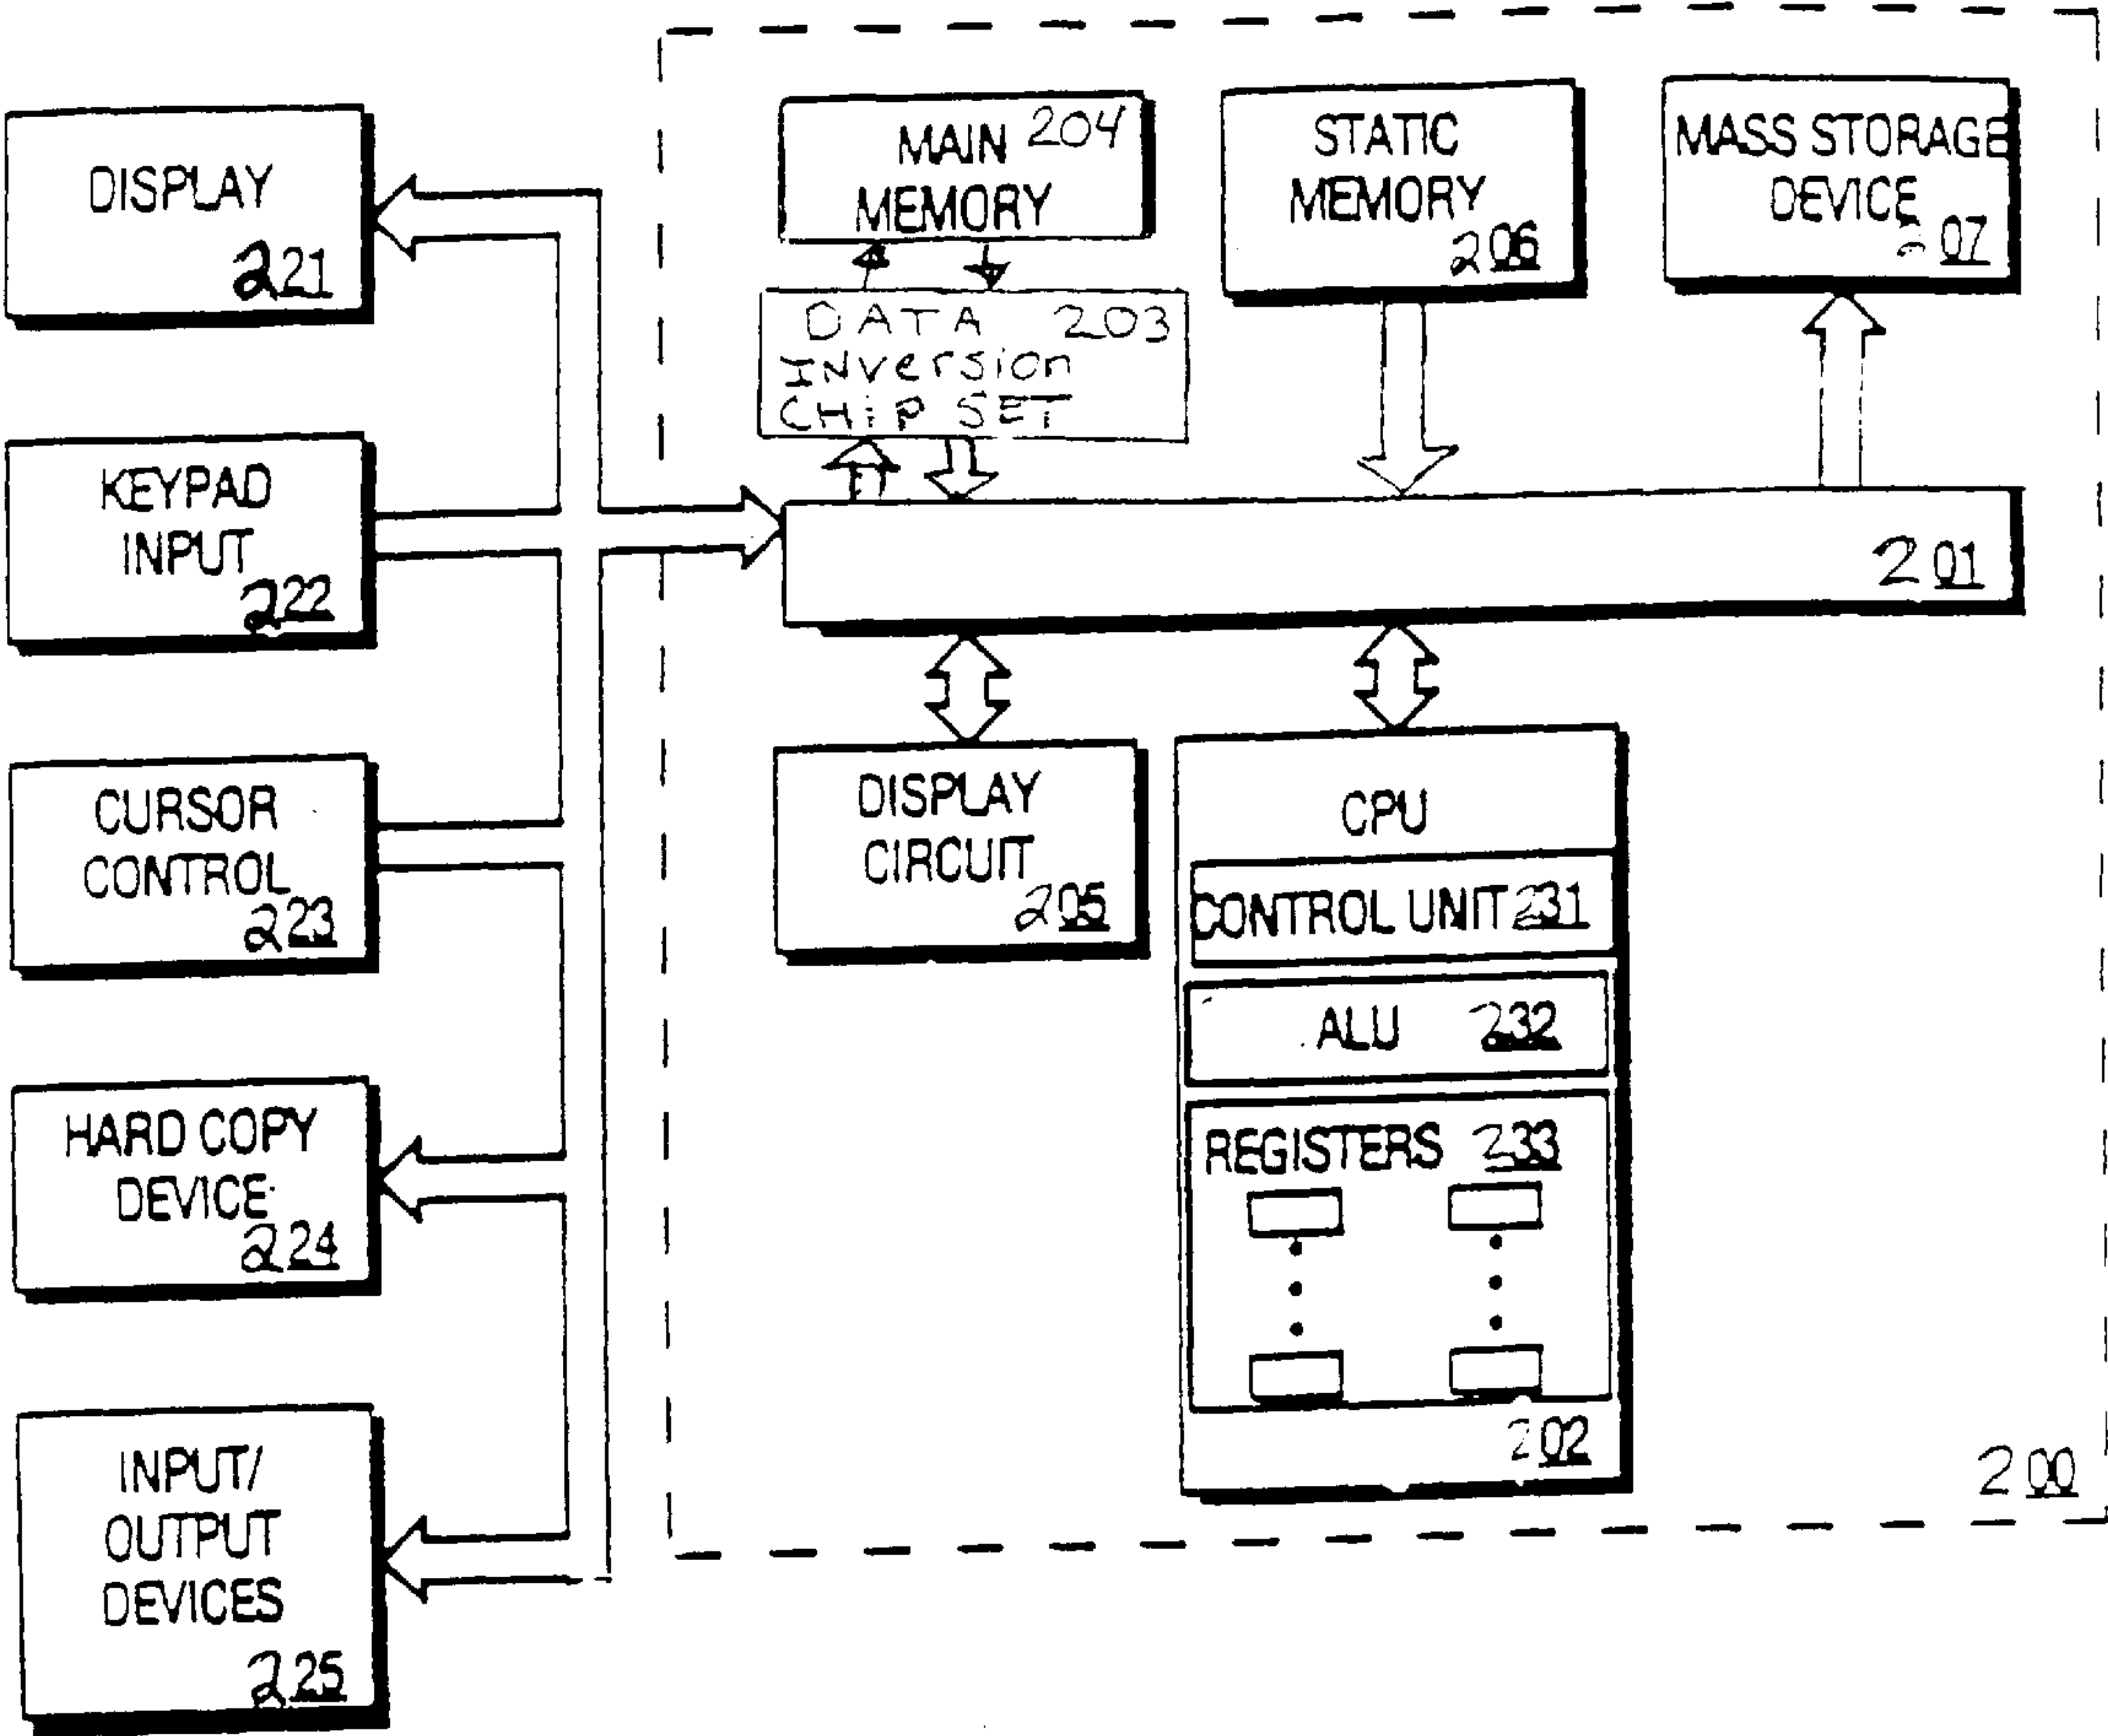 DISPLAY
221
KEYPAD
INPUT
222
CURSOR
CONTROL
223
HARD COPY
DEVICE
224
INPUT/
OUTPUT
DEVICES
225
MAIN 204
MEMORY
DATA 203
INVersion
CHiP SET
STATIC
MEMORY
206
MASS STORAGE
DEVICE
207
201
DISPLAY
CIRCUIT
205
CPU
CONTROL UNIT 231
ALU 232
REGISTERS 233
202
200